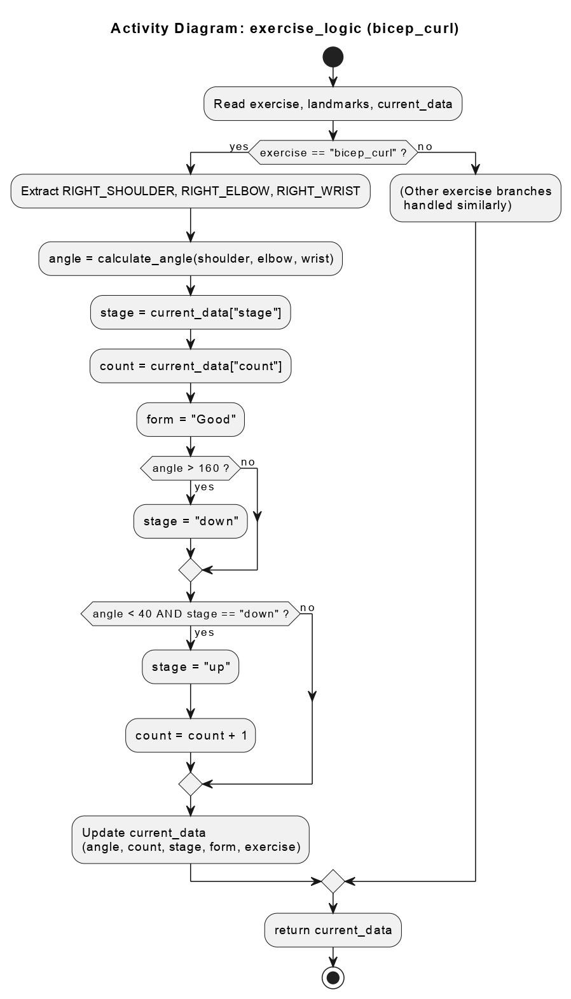 Activity Diagram: exercise_logic (bicep_curl)
Read exercise, landmarks, current_data
yes
exercise == "bicep_curl" ?
no
Extract RIGHT_SHOULDER, RIGHT_ELBOW, RIGHT_WRIST
(Other exercise branches
handled similarly)
angle = calculate_angle(shoulder, elbow, wrist)
stage = current_data["stage"]
count = current_data["count"]
form = "Good"
angle > 160 ?
no
yes
stage = "down"
angle < 40 AND stage == "down" ?
no
yes
stage = "up"
count = count + 1
Update current_data
(angle, count, stage, form, exercise)
return current_data